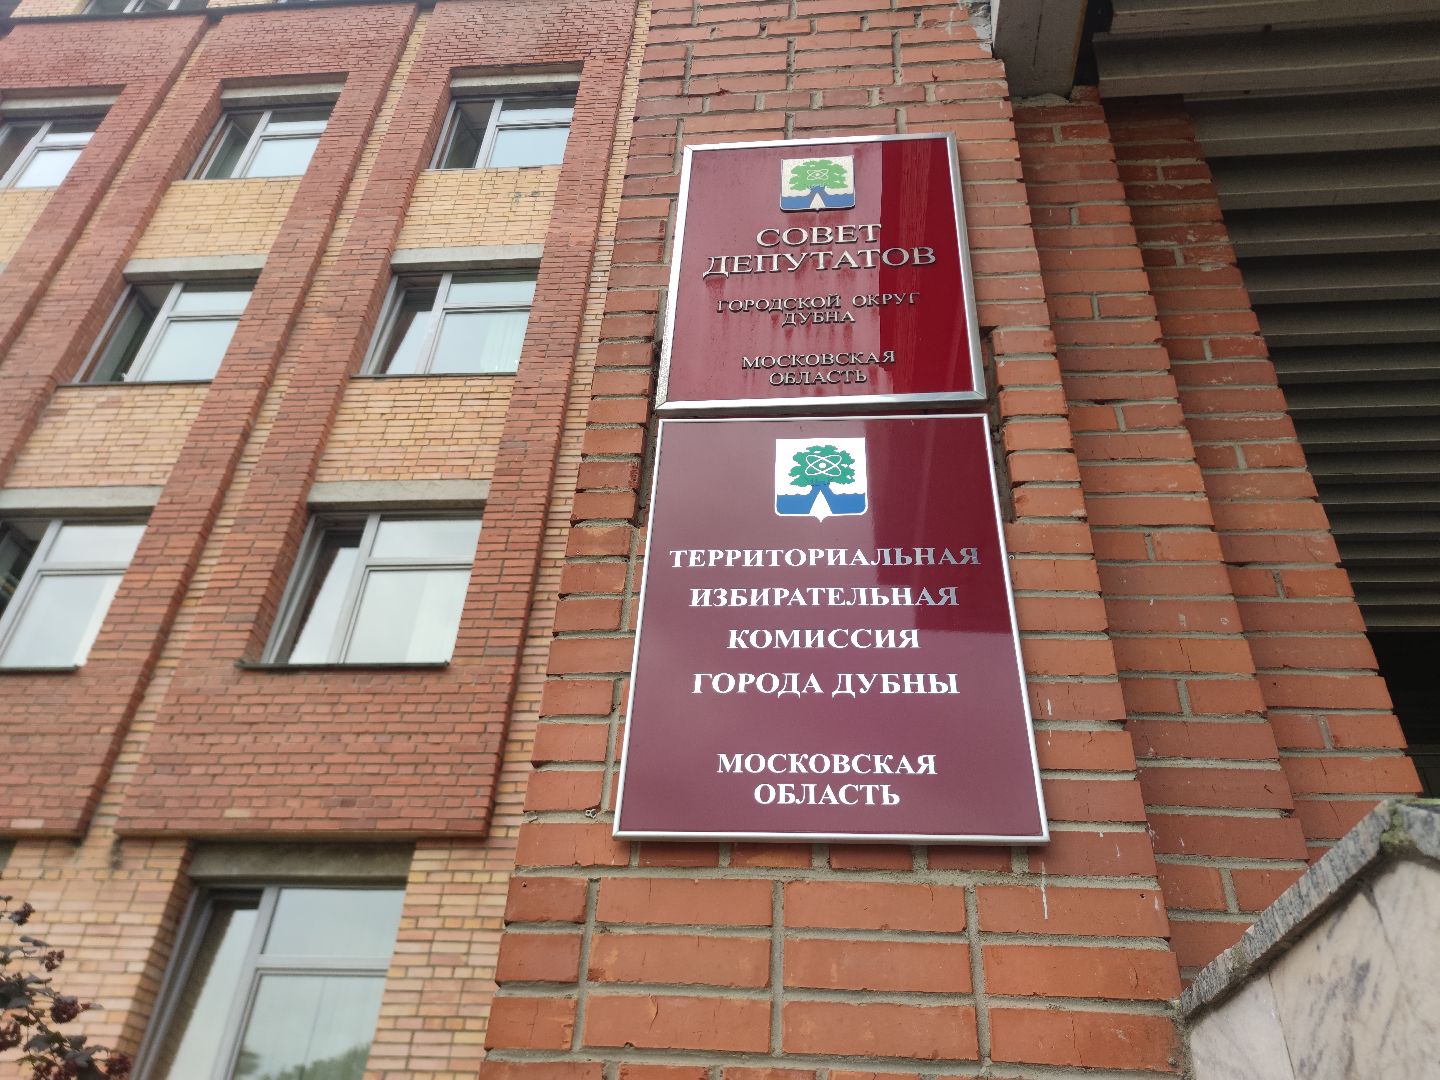 СОВЕТ
ДЕПУТАТОВ
ГОРОДСКОЙ ОКРУГ
ДУБНА
МОСКОВСКАЯ
ОБЛАСТЬ
ТЕРРИТОРИАЛЬНАЯ
ИЗБИРАТЕЛЬНАЯ
КОМИССИЯ
ГОРОДА ДУБНЫ
МОСКОВСКАЯ
ОБЛАСТЬ